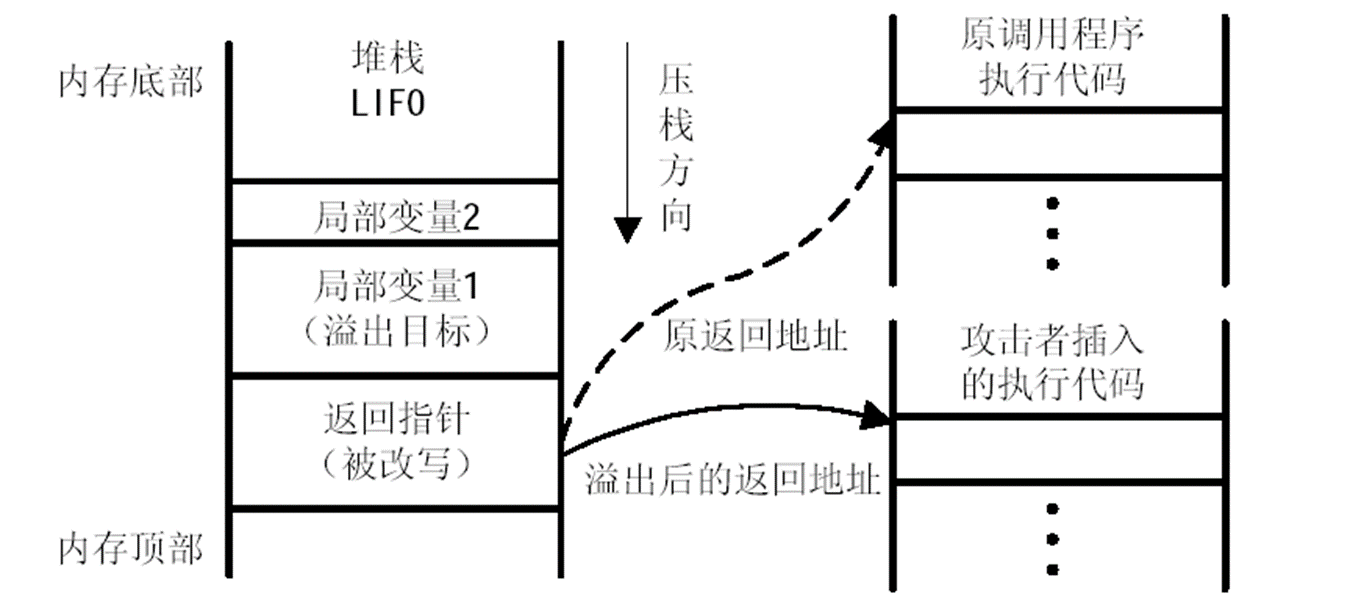 内存底部
堆栈
LIFO
压栈方向
局部变量2
局部变量1
（溢出目标）
返回指针
（被改写）
内存顶部
原返回地址
溢出后的返回地址
原调用程序
执行代码
攻击者插入
的执行代码